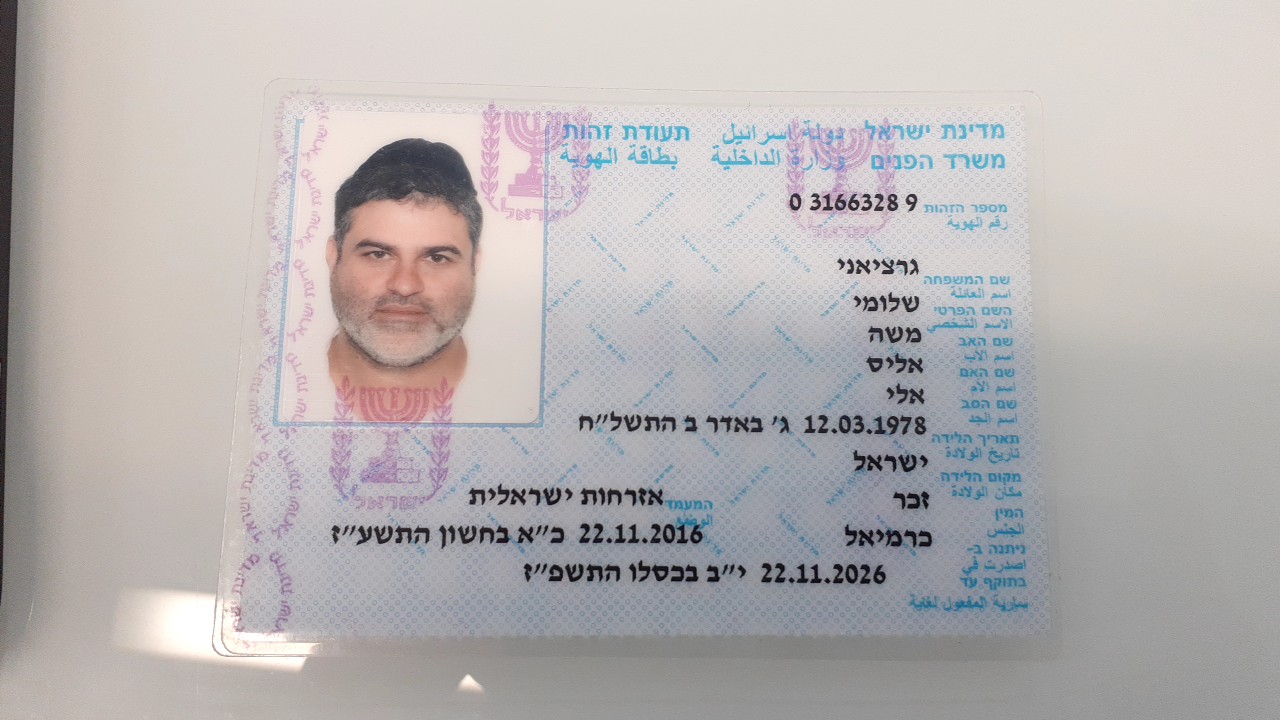 מדינת ישראל دولة اسرائيل תעודת זהות
משרד הפנים وزارة الداخلية بطاقة الهوية
מספר הזהות 0 3166328 9
رقم الهوية
שם המשפחה גרציאני
اسم العائلة
השם הפרטי שלומי
الاسم الشخصي
שם האב משה
اسم الاب
שם האם אליס
اسم الام
שם הסב אלי
اسم الجد
תאריך הלידה 12.03.1978 ג' באדר ב התשל"ח
تاريخ الولادة
מקום הלידה ישראל
مكان الولادة
המין זכר המעמד אזרחות ישראלית
الجنس الوضع
ניתנה ב- כרמיאל 22.11.2016 כ"א בחשון התשע"ז
اصدرت في
בתוקף עד 22.11.2026 י"ב בכסלו התשפ"ז
سارية المفعول لغاية
ישראל
ישראל
ישראל